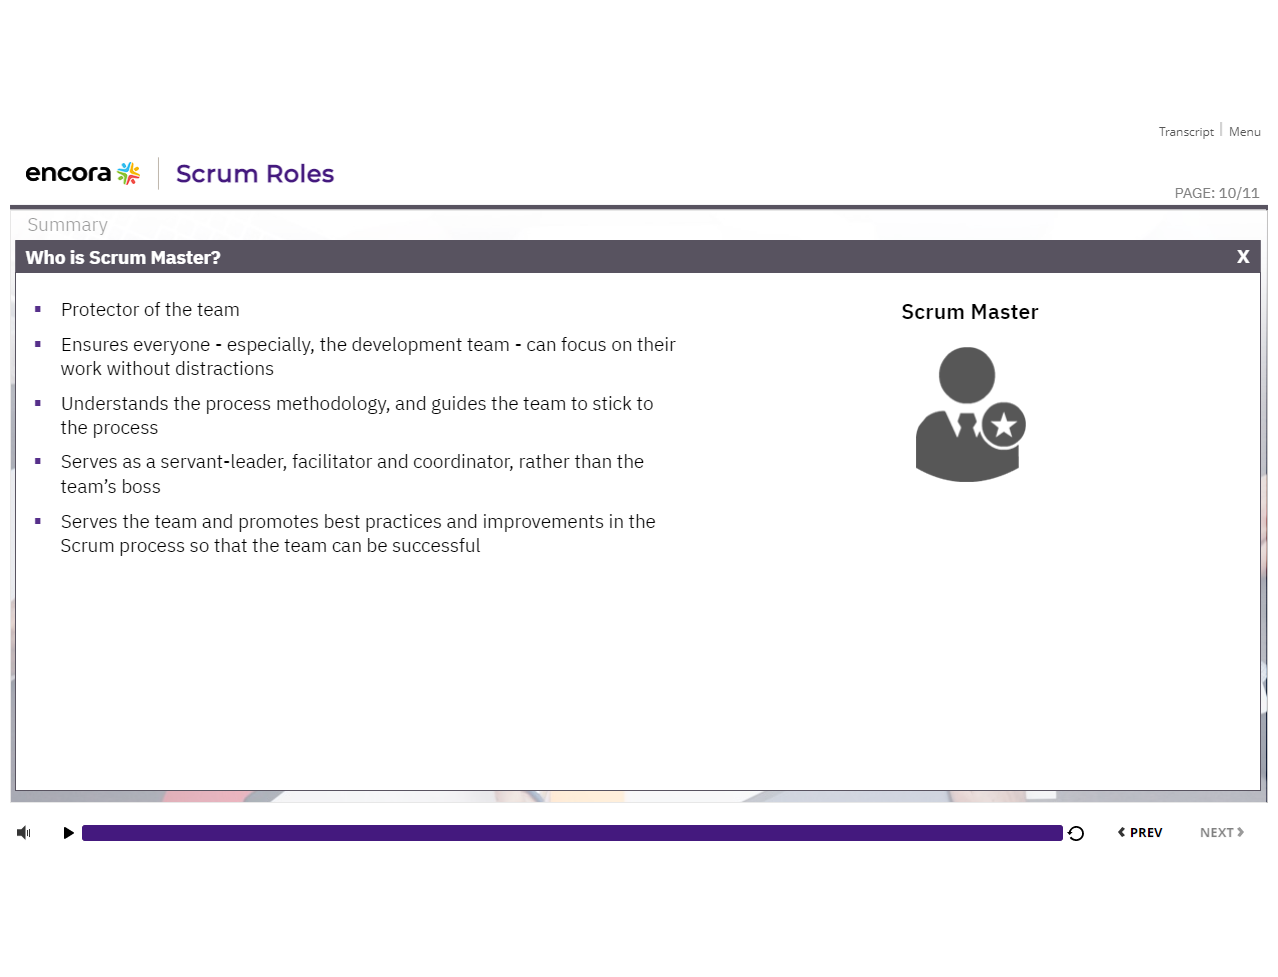 Transcript | Menu
encora | Scrum Roles
PAGE: 10/11
Summary
Who is Scrum Master? X
▪ Protector of the team
▪ Ensures everyone - especially, the development team - can focus on their
work without distractions
▪ Understands the process methodology, and guides the team to stick to
the process
▪ Serves as a servant-leader, facilitator and coordinator, rather than the
team’s boss
▪ Serves the team and promotes best practices and improvements in the
Scrum process so that the team can be successful
Scrum Master
PREV NEXT